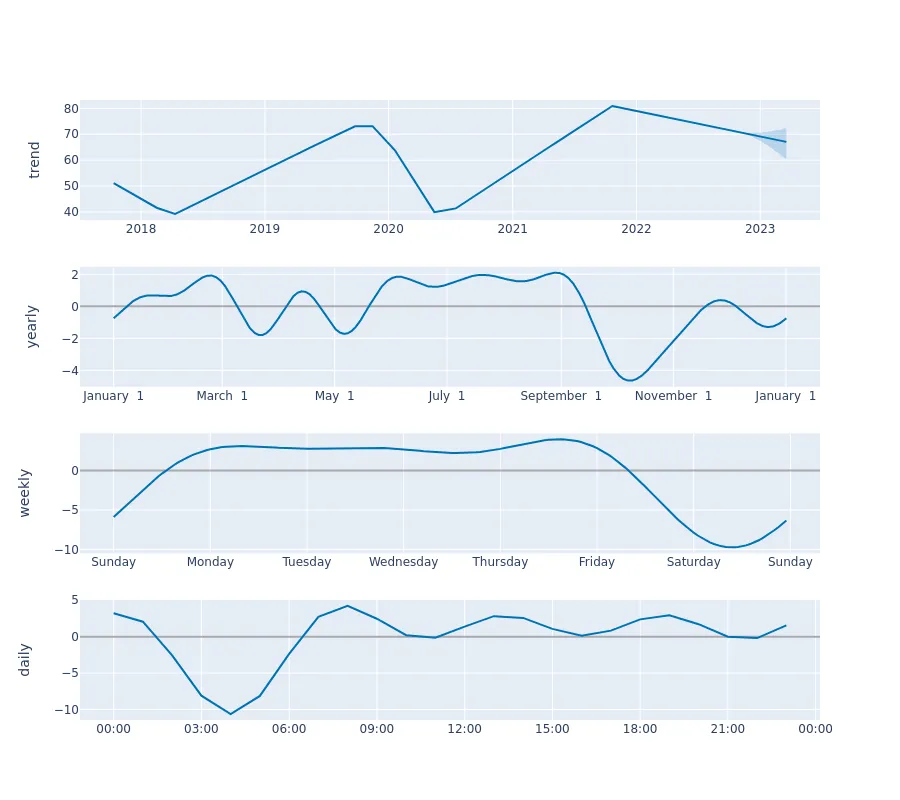 trend
80
70
60
50
40
2018 2019 2020 2021 2022 2023
yearly
2
0
−2
−4
January 1 March 1 May 1 July 1 September 1 November 1 January 1
weekly
0
−5
−10
Sunday Monday Tuesday Wednesday Thursday Friday Saturday Sunday
daily
5
0
−5
−10
00:00 03:00 06:00 09:00 12:00 15:00 18:00 21:00 00:00